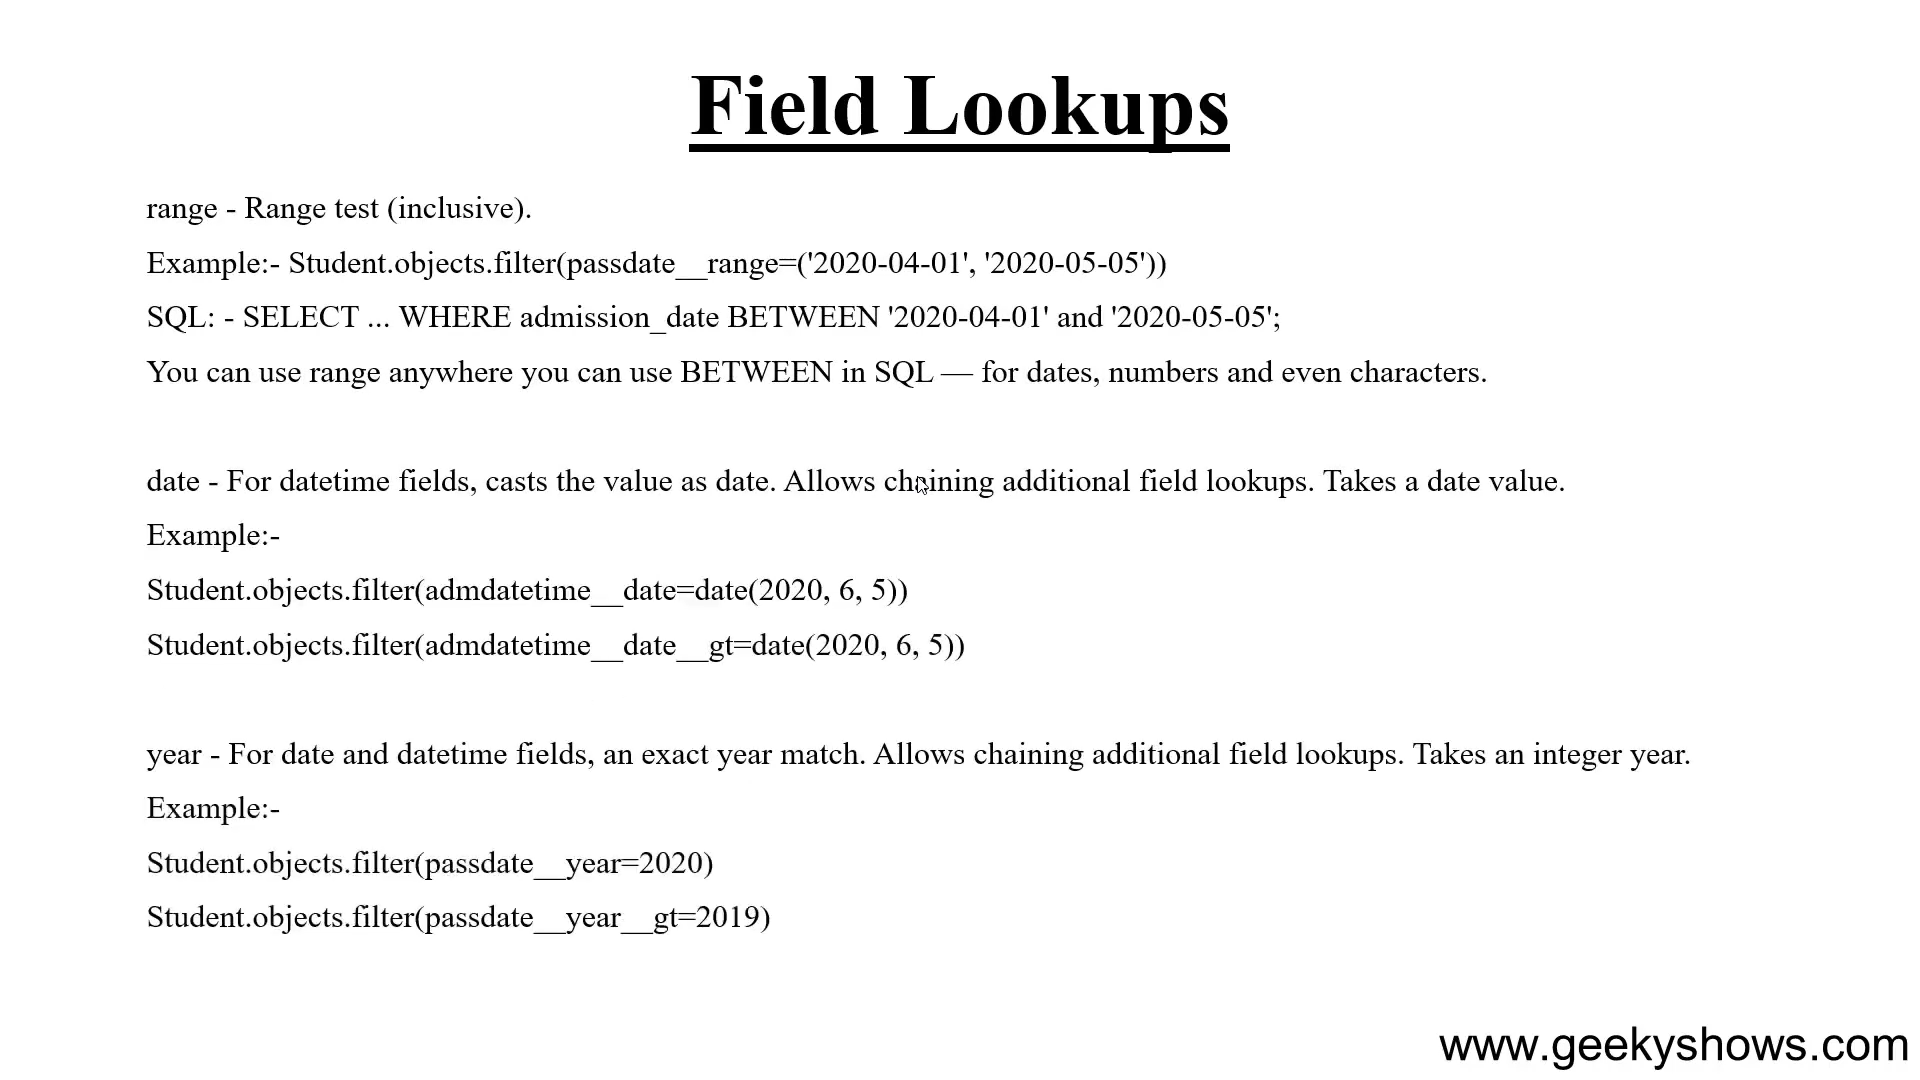 Field Lookups
range - Range test (inclusive).
Example:- Student.objects.filter(passdate__range=('2020-04-01', '2020-05-05'))
SQL: - SELECT ... WHERE admission_date BETWEEN '2020-04-01' and '2020-05-05';
You can use range anywhere you can use BETWEEN in SQL — for dates, numbers and even characters.
date - For datetime fields, casts the value as date. Allows chaining additional field lookups. Takes a date value.
Example:-
Student.objects.filter(admdatetime__date=date(2020, 6, 5))
Student.objects.filter(admdatetime__date__gt=date(2020, 6, 5))
year - For date and datetime fields, an exact year match. Allows chaining additional field lookups. Takes an integer year.
Example:-
Student.objects.filter(passdate__year=2020)
Student.objects.filter(passdate__year__gt=2019)
www.geekyshows.com